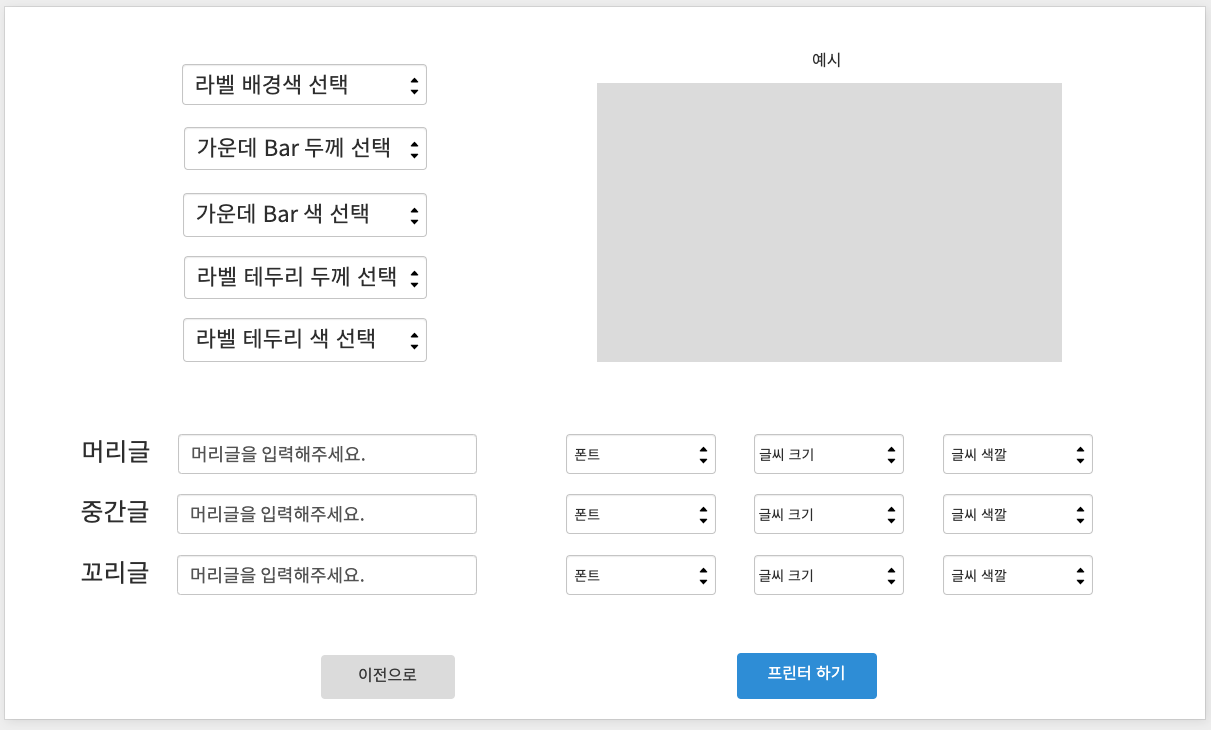 예시
라벨 배경색 선택
가운데 Bar 두께 선택
가운데 Bar 색 선택
라벨 테두리 두께 선택
라벨 테두리 색 선택
머리글 머리글을 입력해주세요. 폰트 글씨 크기 글씨 색깔
중간글 머리글을 입력해주세요. 폰트 글씨 크기 글씨 색깔
꼬리글 머리글을 입력해주세요. 폰트 글씨 크기 글씨 색깔
이전으로 프린터 하기